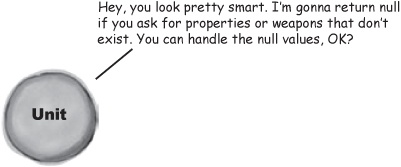 Hey, you look pretty smart. I'm gonna return null
if you ask for properties or weapons that don't
exist. You can handle the null values, OK?
Unit